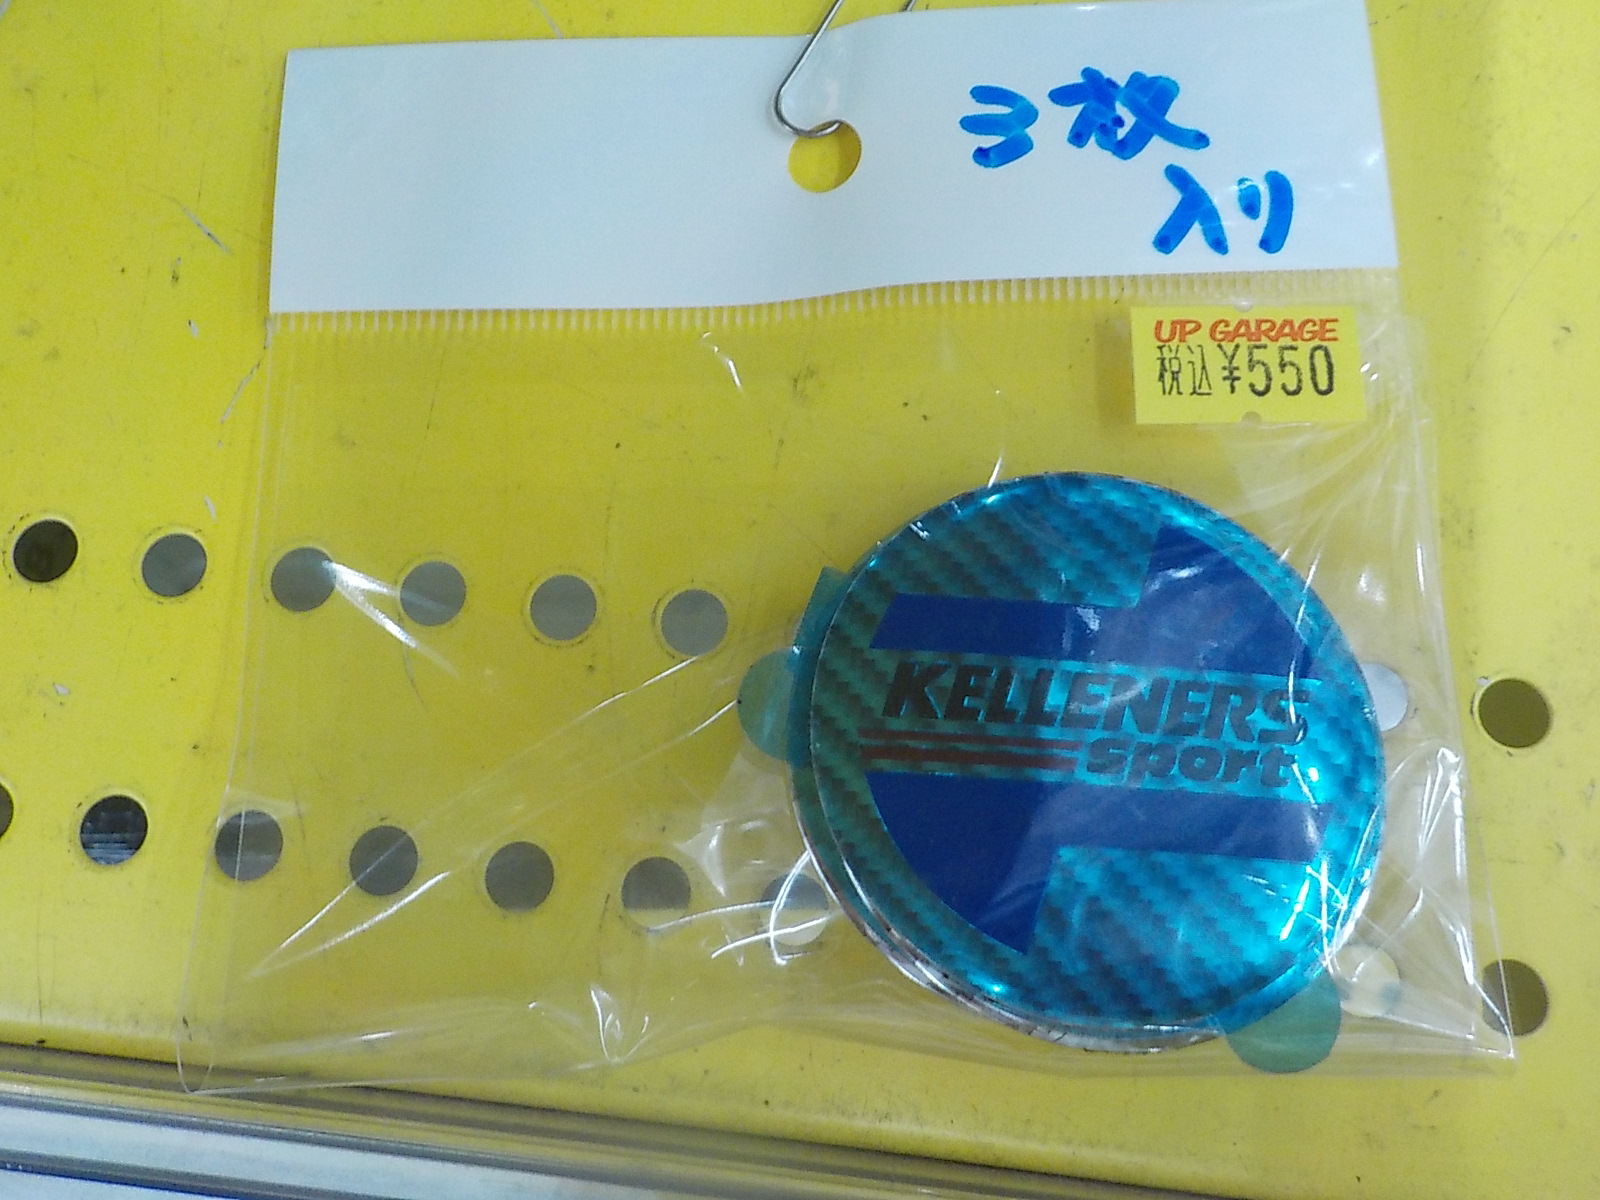 3枚
入り
UP GARAGE
税込¥550
KELLENERS
sport